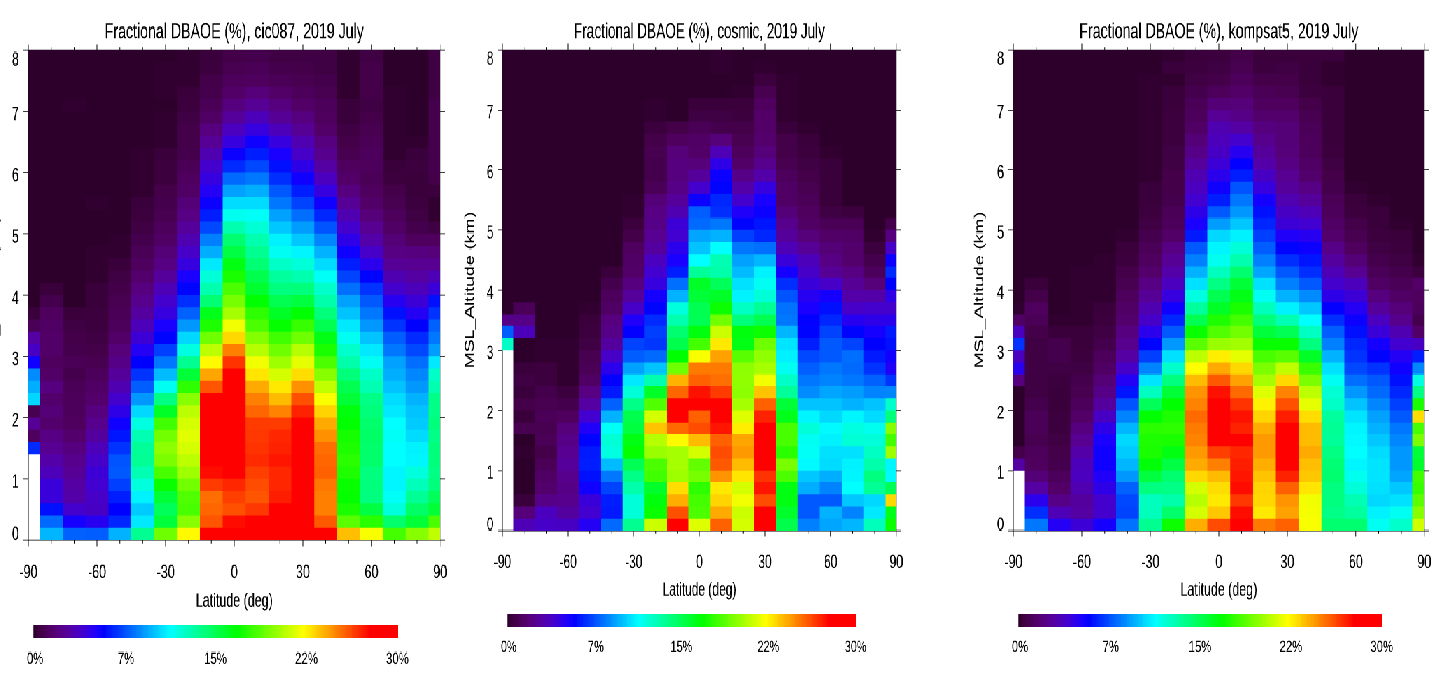 Fractional DBAOE (%), cic087, 2019 July
8
7
6
5
4
3
2
1
0
-90 -60 -30 0 30 60 90
Latitude (deg)
0% 7% 15% 22% 30%
Fractional DBAOE (%), cosmic, 2019 July
MSL_Altitude (km)
8
7
6
5
4
3
2
1
0
-90 -60 -30 0 30 60 90
Latitude (deg)
0% 7% 15% 22% 30%
Fractional DBAOE (%), kompsat5, 2019 July
MSL_Altitude (km)
8
7
6
5
4
3
2
1
0
-90 -60 -30 0 30 60 90
Latitude (deg)
0% 7% 15% 22% 30%